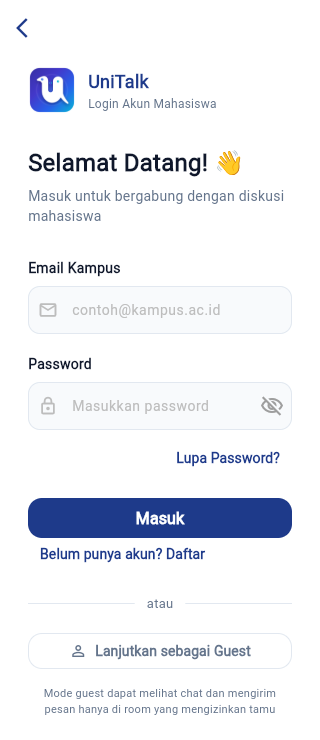 UniTalk
Login Akun Mahasiswa
Selamat Datang! 👋
Masuk untuk bergabung dengan diskusi
mahasiswa
Email Kampus
contoh@kampus.ac.id
Password
Masukkan password
Lupa Password?
Masuk
Belum punya akun? Daftar
atau
Lanjutkan sebagai Guest
Mode guest dapat melihat chat dan mengirim
pesan hanya di room yang mengizinkan tamu